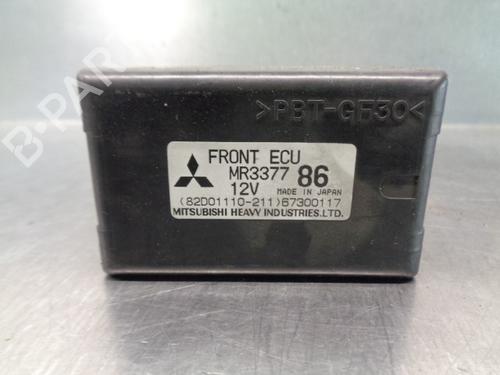 >PBT-GF30<
FRONT ECU
MR3377 86
12V MADE IN JAPAN
(82D01110-211)67300117
MITSUBISHI HEAVY INDUSTRIES.LTD.
B-PARTS